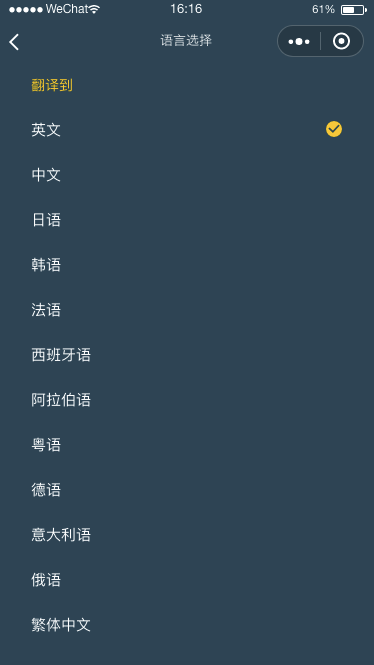 WeChat 16:16 61%
语言选择
翻译到
英文
中文
日语
韩语
法语
西班牙语
阿拉伯语
粤语
德语
意大利语
俄语
繁体中文